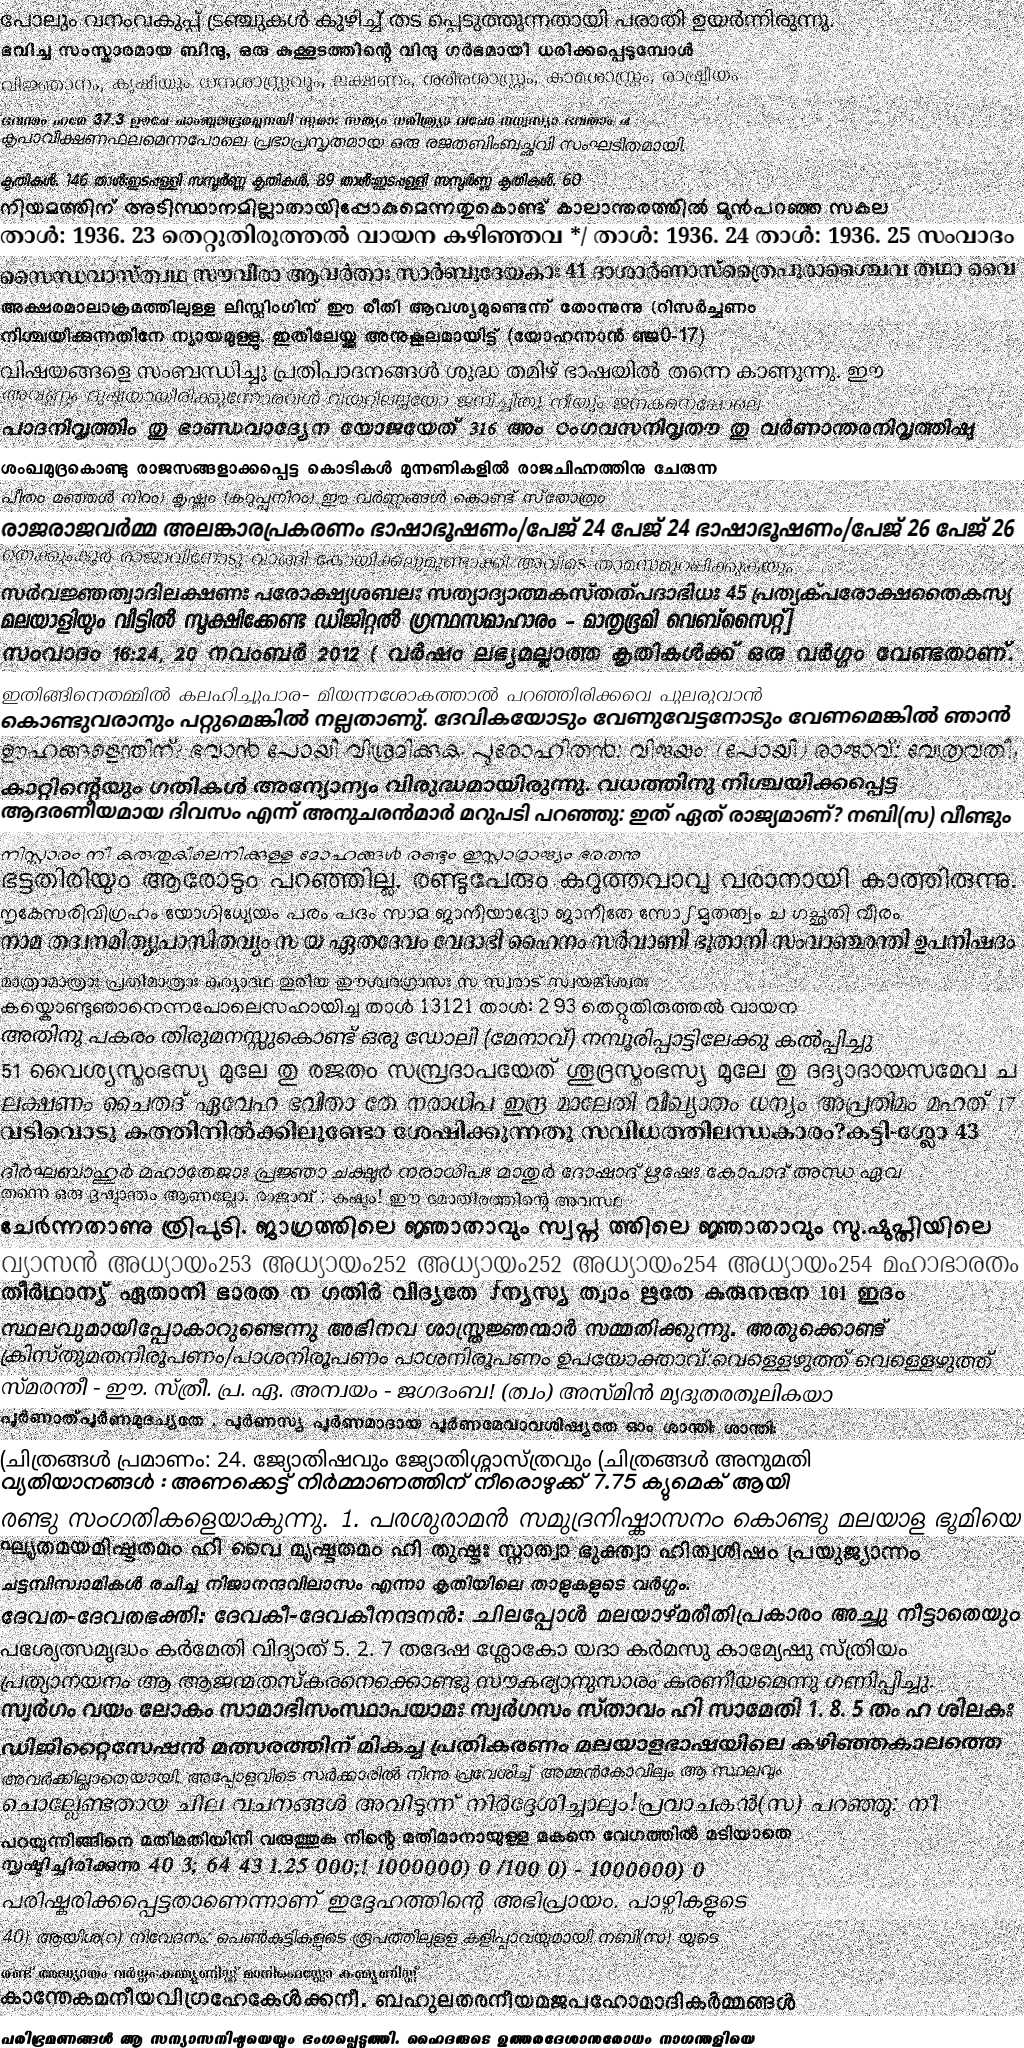 പോലും വനംവകുപ്പ് ട്രഞ്ചുകൾ കുഴിച്ച് തട പ്പെടുത്തുന്നതായി പരാതി ഉയർന്നിരുന്നു.
ഭവിച്ച സംസ്കാരമായ ബിന്ദു, ഒരു കുക്കൂടത്തിന്റെ വിന്ദു ഗർഭമായീ ധരിക്കപ്പെടുമ്പോൾ
വിജ്ഞാനം, കൃഷിയും ധനശാസ്ത്രവും, ലക്ഷണം, ശരീരശാസ്ത്രം, കാമശാസ്ത്രം, രാഷ്ട്രീയം
37.3
കൃപാവീക്ഷണഫലമെന്നപോലെ പ്രഭാപ്രസൃതമായ ഒരു രജതബിംബച്ഛവി സംഘടിതമായി.
കൃതികൾ. 146 താൾ:ഇടപ്പള്ളി സമ്പൂർണ്ണ കൃതികൾ. 89 താൾ:ഇടപ്പള്ളി സമ്പൂർണ്ണ കൃതികൾ. 60
നിയമത്തിന് അടിസ്ഥാനമില്ലാതായിപ്പോകുമെന്നതുകൊണ്ട് കാലാന്തരത്തിൽ മുൻപറഞ്ഞ സകല
താൾ: 1936. 23 തെറ്റുതിരുത്തൽ വായന കഴിഞ്ഞവ */ താൾ: 1936. 24 താൾ: 1936. 25 സംവാദം
സൈന്ധവാസ്ത്വഥ സൗവീരാ ആവർതാഃ സാർബുദേയകാഃ 41 ദാശാർണാസ്ത്രൈപുരാശ്ചൈവ തഥാ വൈ
അക്ഷരമാലാക്രമത്തിലുള്ള ലിസ്റ്റിംഗിന് ഈ രീതി ആവശ്യമുണ്ടെന്ന് തോന്നുന്നു (റിസർച്ചണം
നിശ്ചയിക്കുന്നതിനേ ന്യായമുള്ളു. ഇതിലേയ്ക്കു അനുകൂലമായിട്ട് (യോഹന്നാൻ ഞ്ജ0-17)
വിഷയങ്ങളെ സംബന്ധിച്ചു പ്രതിപാദനങ്ങൾ ശുദ്ധ തമിഴ് ഭാഷയിൽ തന്നെ കാണുന്നു. ഈ
നീയും ജനകനെപ്പോലെ
പാദനിവൃത്തിം തു ഭാണ്ഡവാദ്യേന യോജയേത് 316 അം ംഗവസനിവൃതൗ തു വർണാന്തരനിവൃത്തിഷു
ശംഖമുദ്രകൊണ്ടു രാജസങ്ങളാക്കപ്പെട്ട കൊടികൾ മുന്നണികളിൽ രാജചിഹ്നത്തിനു ചേരുന്ന
പീതം മഞ്ഞൾ നിറം) കൃഷ്ണം (കറുപ്പുനിറം) ഈ വർണ്ണങ്ങൾ കൊണ്ട് സ്തോത്രം
രാജരാജവർമ്മ അലങ്കാരപ്രകരണം ഭാഷാഭൂഷണം/പേജ് 24 പേജ് 24 ഭാഷാഭൂഷണം/പേജ് 26 പേജ് 26
തെക്കുംകൂർ രാജാവിനോടു വാങ്ങി കോയിക്കലുമുണ്ടാക്കി അവിടെ താമസമുറപ്പിക്കുകയും.
സർവജ്ഞത്വാദിലക്ഷണഃ പരോക്ഷ്യശബലഃ സത്യാദ്യാത്മകസ്തത്പദാഭിധഃ 45 പ്രത്യക്പരോക്ഷതൈകസ്യ
മലയാളിയും വീട്ടിൽ സൂക്ഷിക്കേണ്ട ഡിജിറ്റൽ ഗ്രന്ഥസമാഹാരം – മാതൃഭൂമി വെബ്സൈറ്റ്]
സംവാദം 16:24, 20 നവംബർ 2012 ( വർഷം ലഭ്യമല്ലാത്ത കൃതികൾക്ക് ഒരു വർഗ്ഗം വേണ്ടതാണ്.
ഇതിങ്ങിനെതമ്മിൽ കലഹിച്ചുപാര- മിയന്നശോകത്താൽ പറഞ്ഞിരിക്കവെ പുലരുവാൻ
കൊണ്ടുവരാനും പറ്റുമെങ്കിൽ നല്ലതാണു്. ദേവികയോടും വേണുവേട്ടനോടും വേണമെങ്കിൽ ഞാൻ
ഊഹങ്ങളെന്തിന്? ഭവാൻ പോയി വിശ്രമിക്കുക. പുരോഹിതൻ: വിജയം! (പോയി) രാജാവ്: വേത്രവതീ,
കാറ്റിന്റേയും ഗതികൾ അന്യോന്യം വിരുദ്ധമായിരുന്നു. വധത്തിനു നിശ്ചയിക്കപ്പെട്ട
ആദരണീയമായ ദിവസം എന്ന് അനുചരൻമാർ മറുപടി പറഞ്ഞു: ഇത് ഏത് രാജ്യമാണ്? നബി(സ) വീണ്ടും
നിസ്സാരം നീ കരുതുകിലെനിക്കുള്ള മോഹങ്ങൾ രണ്ടും ഇസ്സാമ്രാജ്യം ഭരതനു
ഭട്ടതിരിയും ആരോടും പറഞ്ഞില്ല. രണ്ടുപേരും കറുത്തവാവു വരാനായി കാത്തിരുന്നു.
നൃകേസരിവിഗ്രഹം യോഗിധ്യേയം പരം പദം സാമ ജാനീയാദ്യോ ജാനീതേ സോഽമൃതത്വം ച ഗച്ഛതി വീരം
നാമ തദ്വനമിത്യുപാസിതവ്യം സ യ ഏതദേവം വേദാഭി ഹൈനം സർവാണി ഭൂതാനി സംവാഞ്ഛന്തി ഉപനിഷദം
മാത്രാമാത്രാഃ പ്രതിമാത്രാഃ തുരീയ ഈശ്വരഗ്രാസഃ സ സ്വരാട് സ്വയമീശ്വരഃ
കയ്ക്കൊണ്ടുഞാനെന്നപോലെസഹായിച്ച താൾ 13121 താൾ: 2 93 തെറ്റുതിരുത്തൽ വായന
അതിനു പകരം തിരുമനസ്സുകൊണ്ട് ഒരു ഡോലി (മേനാവ്) നമ്പൂരിപ്പാട്ടിലേക്കു കൽപ്പിച്ചു
51 വൈശ്യസ്തംഭസ്യ മൂലേ തു രജതം സമ്പ്രദാപയേത് ശൂദ്രസ്തംഭസ്യ മൂലേ തു ദദ്യാദായസമേവ ച
ലക്ഷണം ചൈതദ് ഏവേഹ ഭവിതാ തേ നരാധിപ ഇന്ദ്ര മാലേതി വിഖ്യാതം ധന്യം അപ്രതിമം മഹത് 17
വടിവൊടു കുത്തിനിൽക്കിലുണ്ടോ ശേഷിക്കുന്നതു സവിധത്തിലന്ധകാരം?കട്ടി-ശ്ലോ 43
ദീർഘബാഹുർ മഹാതേജാഃ പ്രജ്ഞാ ചക്ഷുർ നരാധിപഃ മാതുർ ദോഷാദ് ഋഷേഃ കോപാദ് അന്ധ ഏവ
തന്നെ ഒരു ദൃഷ്ടാന്തം ആണല്ലോ. രാജാവ് : കഷ്ടം! ഈ മോതിരത്തിന്റെ അവസ്ഥ
ചേർന്നതാണു ത്രിപുടി. ജാഗ്രത്തിലെ ജ്ഞാതാവും സ്വപ്ന ത്തിലെ ജ്ഞാതാവും സു.ഷുപ്തിയിലെ
വ്യാസൻ അധ്യായം253 അധ്യായം252 അധ്യായം252 അധ്യായം254 അധ്യായം254 മഹാഭാരതം
തീർഥാന്യ് ഏതാനി ഭാരത ന ഗതിർ വിദ്യതേ ഽന്യസ്യ ത്വാം ഋതേ കുരുനന്ദന 101 ഇദം
സ്ഥലവുമായിപ്പോകാറുണ്ടെന്നു അഭിനവ ശാസ്ത്രജ്ഞന്മാർ സമ്മതിക്കുന്നു. അതുക്കൊണ്ട്
ക്രിസ്തുമതനിരൂപണം/പാശനിരൂപണം പാശനിരൂപണം ഉപയോക്താവ്:വെള്ളെഴുത്ത് വെള്ളെഴുത്ത്
സ്മരന്തീ - ഈ. സ്ത്രീ. പ്ര. ഏ. അന്വയം - ജഗദംബ! (ത്വം) അസ്മിൻ മൃദുതരതൂലികയാ
പൂർണാത്പൂർണമുദച്യതേ . പൂർണസ്യ പൂർണമാദായ പൂർണമേവാവശിഷ്യതേ ഓം ശാന്തിഃ ശാന്തിഃ
(ചിത്രങ്ങൾ പ്രമാണം: 24. ജ്യോതിഷവും ജ്യോതിശ്ശാസ്ത്രവും (ചിത്രങ്ങൾ അനുമതി
വ്യതിയാനങ്ങൾ : അണക്കെട്ട് നിർമ്മാണത്തിന് നീരൊഴുക്ക് 7.75 ക്യുമെക് ആയി
രണ്ടു സംഗതികളെയാകുന്നു. 1. പരശുരാമൻ സമുദ്രനിഷ്കാസനം കൊണ്ടു മലയാള ഭൂമിയെ
ഘ്യതമയമിഷ്ടതമം ഹി വൈ മൃഷ്ടതമം ഹി തുഷ്ടഃ സ്നാത്വാ ഭുക്ത്വാ ഹിത്വശിഷം പ്രയുജ്യാന്നം
ചട്ടമ്പിസ്വാമികൾ രചിച്ച നിജാനന്ദവിലാസം എന്നാ കൃതിയിലെ താളുകളുടെ വർഗ്ഗം.
ദേവത-ദേവതഭക്തി: ദേവകീ-ദേവകീനന്ദനൻ: ചിലപ്പോൾ മലയാഴ്മരീതിപ്രകാരം അച്ചു നീട്ടാതെയും
പശ്യേത്സമൃദ്ധം കർമേതി വിദ്യാത് 5. 2. 7 തദേഷ ശ്ലോകോ യദാ കർമസു കാമ്യേഷു സ്ത്രിയം
പ്രത്യാനയനം ആ ആജന്മതസ്കരനെക്കൊണ്ടു സൗകര്യാനുസാരം കരണീയമെന്നു ഗണിപ്പിച്ചു.
സ്വർഗം വയം ലോകം സാമാഭിസംസ്ഥാപയാമഃ സ്വർഗസം സ്താവം ഹി സാമേതി 1. 8. 5 തം ഹ ശിലകഃ
ഡിജിറ്റൈസേഷൻ മത്സരത്തിന് മികച്ച പ്രതികരണം മലയാളഭാഷയിലെ കഴിഞ്ഞകാലത്തെ
അവർക്കില്ലാതെയായി. അപ്പോളവിടെ സർക്കാരിൽ നിന്നു പ്രവേശിച്ച് അമ്മൻകോവിലും ആ സ്ഥലവും
ചൊല്ലേണ്ടതായ ചില വചനങ്ങൾ അവിടുന്ന് നിർദ്ദേശിച്ചാലും!പ്രവാചകൻ(സ) പറഞ്ഞു: നീ
പറയുന്നിങ്ങിനെ മതിമതിയിനി വരുത്തുക നിന്റെ മതിമാനായുള്ള മകനെ വേഗത്തിൽ മടിയാതെ
സൃഷ്ടിച്ചിരിക്കുന്നു 40 3; 64 43 1.25 000;! 1000000) 0 /100 0) - 1000000) 0
പരിഷ്കരിക്കപ്പെട്ടതാണെന്നാണ് ഇദ്ദേഹത്തിന്റെ അഭിപ്രായം. പാഴ്സികളുടെ
40) ആയിശ(റ) നിവേദനം: പെൺകുട്ടികളുടെ രൂപത്തിലുളള കളിപ്പാവയുമായി നബി(സ) യുടെ
രണ്ട് അദ്ധ്യായം വർഗ്ഗം:കമ്മ്യൂണിസ്റ്റ് മാനിഫെസ്റ്റോ കമ്മ്യൂണിസ്റ്റ്
കാന്തേകമനീയവിഗ്രഹേകേൾക്കനീ. ബഹുലതരനീയമജപഹോമാദികർമ്മങ്ങൾ
പരിഭ്രമണങ്ങൾ ആ സന്യാസനിഷ്ഠയെയും ഭംഗപ്പെടുത്തി. ഹൈദരുടെ ഉത്തരദേശാനുരോധം നാഗന്തളിയെ